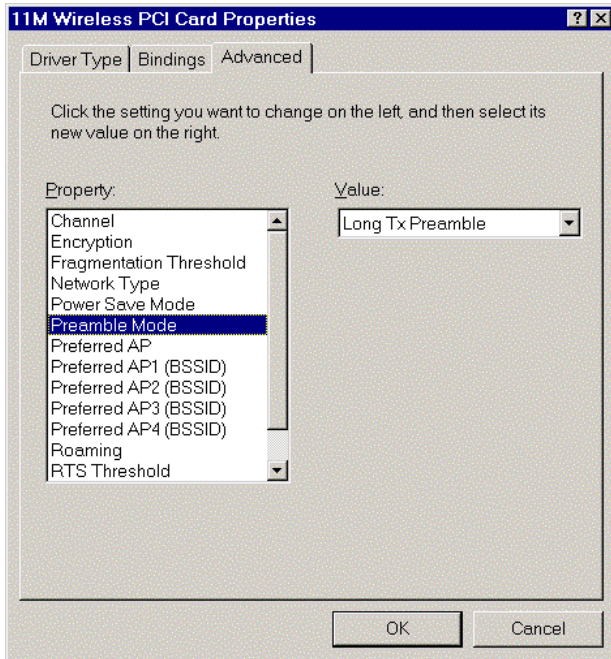 11M Wireless PCI Card Properties
Driver Type
Bindings
Advanced
Click the setting you want to change on the left, and then select its
new value on the right.
Property:
Value:
Channel
Long Tx Preamble
Encryption
Fragmentation Threshold
Network Type
Power Save Mode
Preamble Mode
Preferred AP
Preferred AP1 (BSSID)
Preferred AP2 (BSSID)
Preferred AP3 (BSSID)
Preferred AP4 (BSSID)
Roaming
RTS Threshold
OK
Cancel